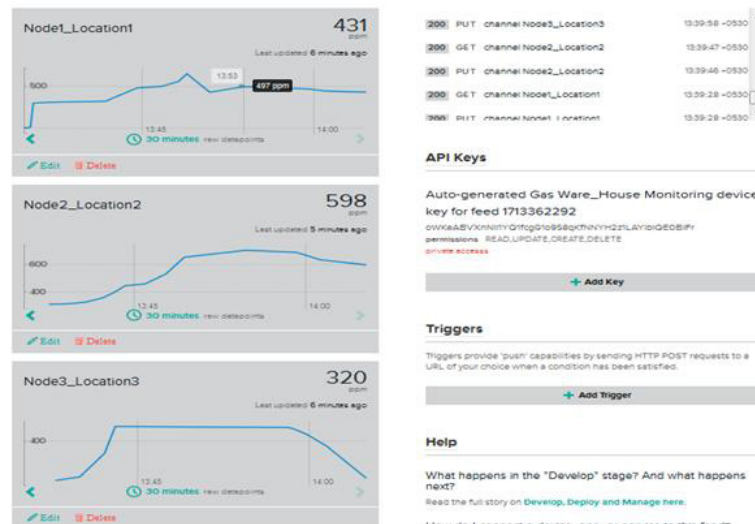 Node1_Location1
431
ppm
Last updated 6 minutes ago
13:53
497 ppm
500
13:45
14:00
30 minutes raw datapoints
Edit Delete
Node2_Location2
598
ppm
Last updated 5 minutes ago
600
400
13:45
14:00
30 minutes raw datapoints
Edit Delete
Node3_Location3
320
ppm
Last updated 6 minutes ago
400
13:45
14:00
30 minutes raw datapoints
Edit Delete
200 PUT channel Node3_Location3 13:39:58 +0530
200 GET channel Node2_Location2 13:39:47 +0530
200 PUT channel Node2_Location2 13:39:46 +0530
200 GET channel Node1_Location1 13:39:28 +0530
200 PUT channel Node1_Location1 13:39:28 +0530
API Keys
Auto-generated Gas Ware_House Monitoring device
key for feed 1713362292
permissions READ,UPDATE,CREATE,DELETE
private access
Add Key
Triggers
Triggers provide 'push' capabilities by sending HTTP POST requests to a
URL of your choice when a condition has been satisfied.
Add Trigger
Help
What happens in the "Develop" stage? And what happens
next?
Read the full story on Develop, Deploy and Manage here.